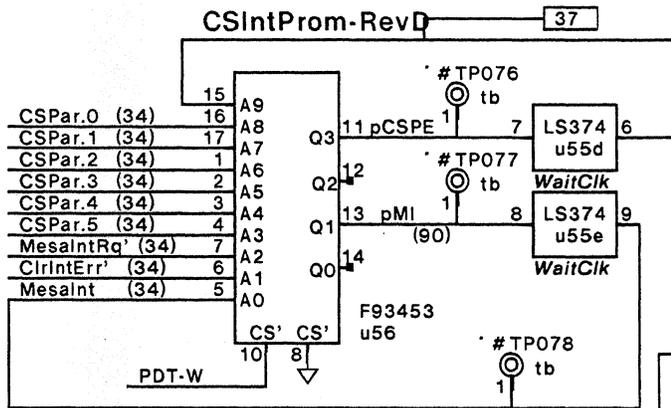 CSIntProm-RevD
37
#TP076
tb
1
15 A9
CSPar.0 (34) 16 A8
CSPar.1 (34) 17 A7
CSPar.2 (34) 1 A6
CSPar.3 (34) 2 A5
CSPar.4 (34) 3 A4
CSPar.5 (34) 4 A3
MesaIntRq' (34) 7 A2
ClrIntErr' (34) 6 A1
MesaInt (34) 5 A0
Q3 11 pCSPE
7 LS374 6
u55d
WaitClk
Q2 12
#TP077
tb
1
Q1 13 pMI
(90)
8 LS374 9
u55e
WaitClk
Q0 14
F93453
u56
CS' CS'
10 8
PDT-W
#TP078
tb
1